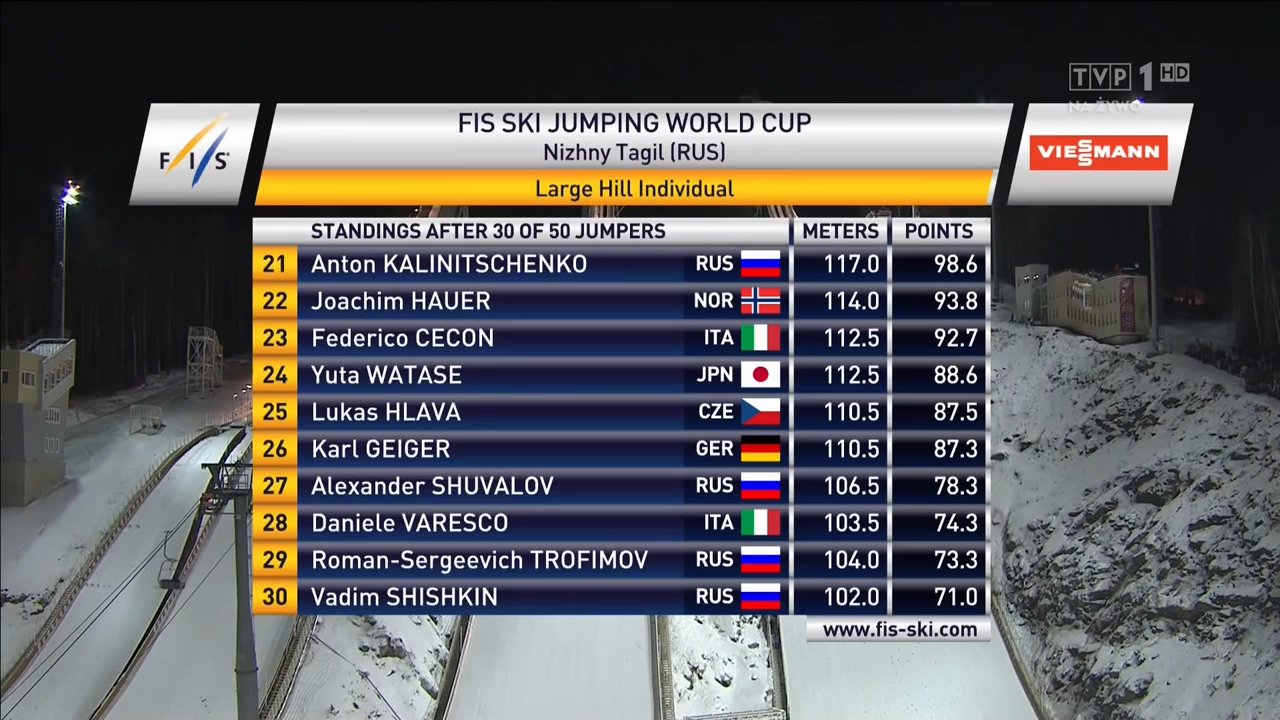 TVP 1 HD
NA ŻYWO
FIS SKI JUMPING WORLD CUP
Nizhny Tagil (RUS)
Large Hill Individual
FIS
VIESSMANN
STANDINGS AFTER 30 OF 50 JUMPERS METERS POINTS
21 Anton KALINITSCHENKO RUS 117.0 98.6
22 Joachim HAUER NOR 114.0 93.8
23 Federico CECON ITA 112.5 92.7
24 Yuta WATASE JPN 112.5 88.6
25 Lukas HLAVA CZE 110.5 87.5
26 Karl GEIGER GER 110.5 87.3
27 Alexander SHUVALOV RUS 106.5 78.3
28 Daniele VARESCO ITA 103.5 74.3
29 Roman-Sergeevich TROFIMOV RUS 104.0 73.3
30 Vadim SHISHKIN RUS 102.0 71.0
www.fis-ski.com